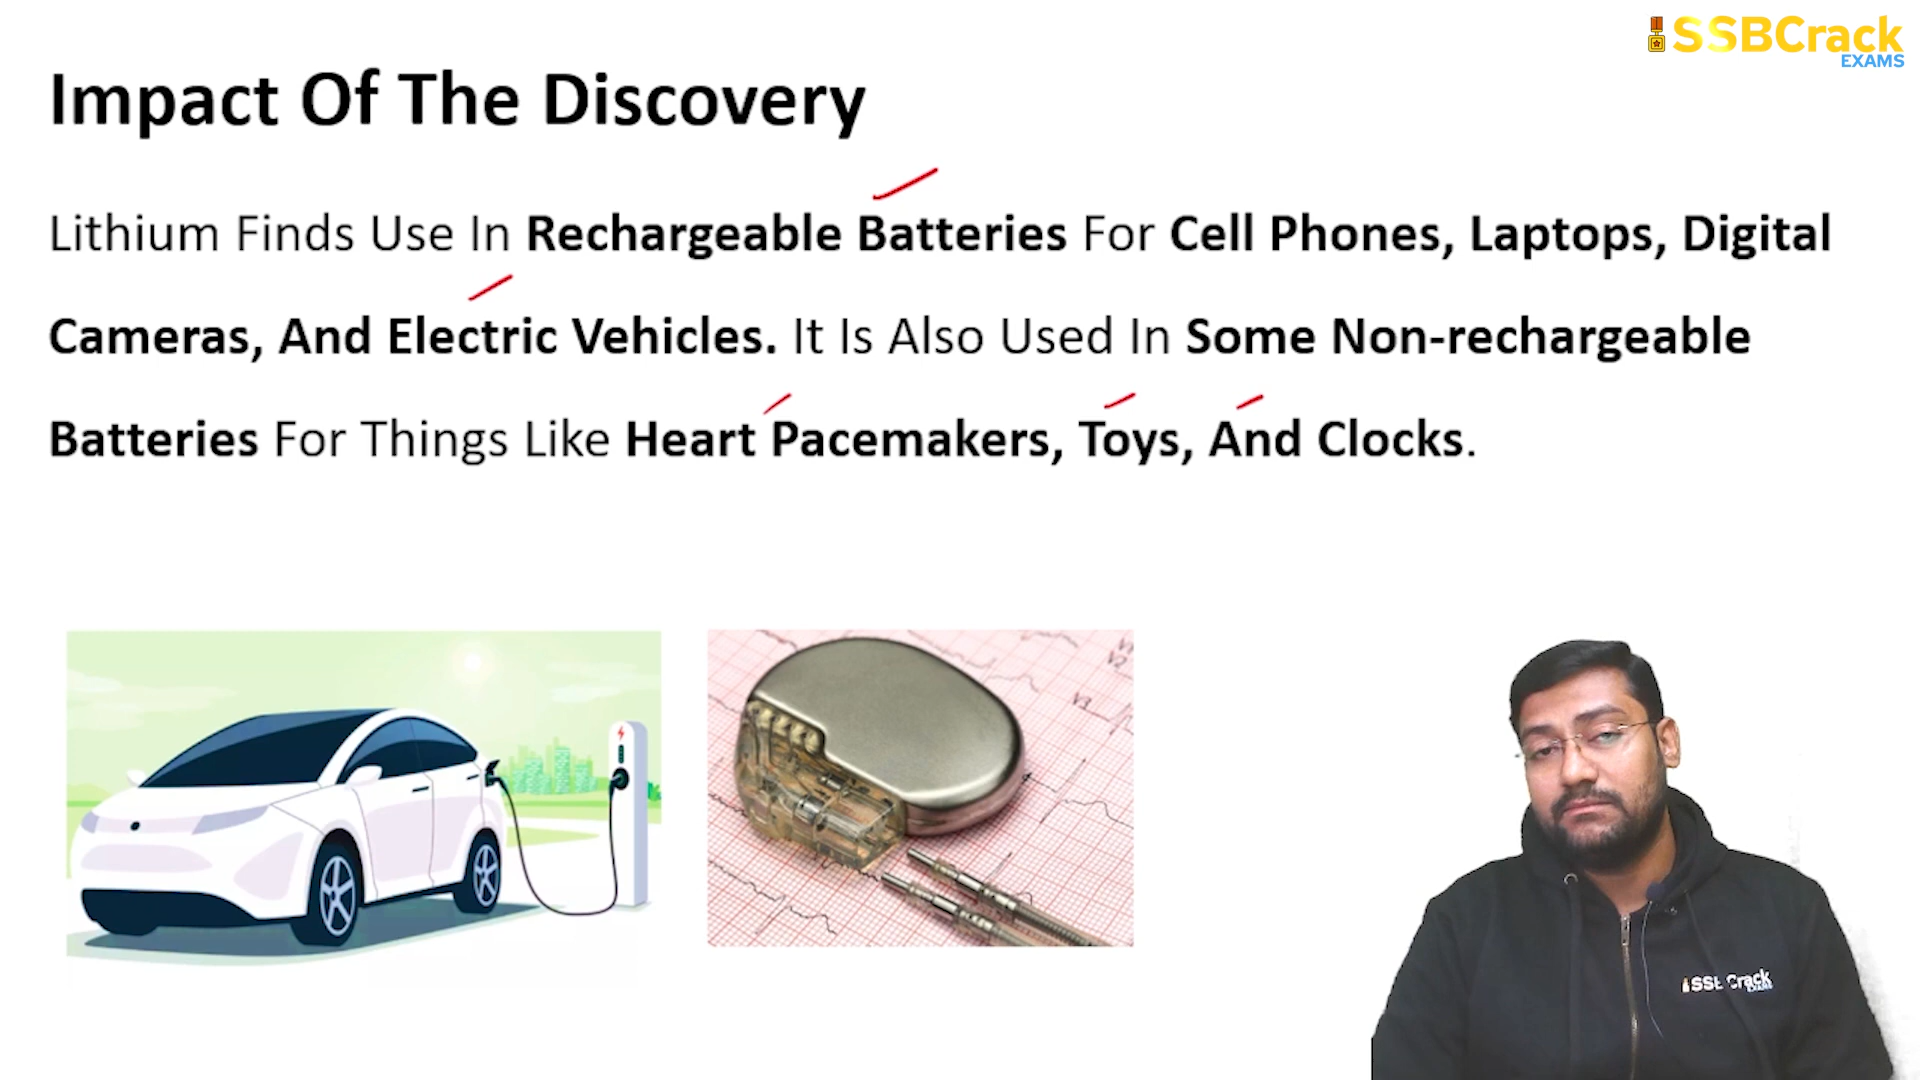 SSBCrack
EXAMS
Impact Of The Discovery
Lithium Finds Use In Rechargeable Batteries For Cell Phones, Laptops, Digital
Cameras, And Electric Vehicles. It Is Also Used In Some Non-rechargeable
Batteries For Things Like Heart Pacemakers, Toys, And Clocks.
V2
V3